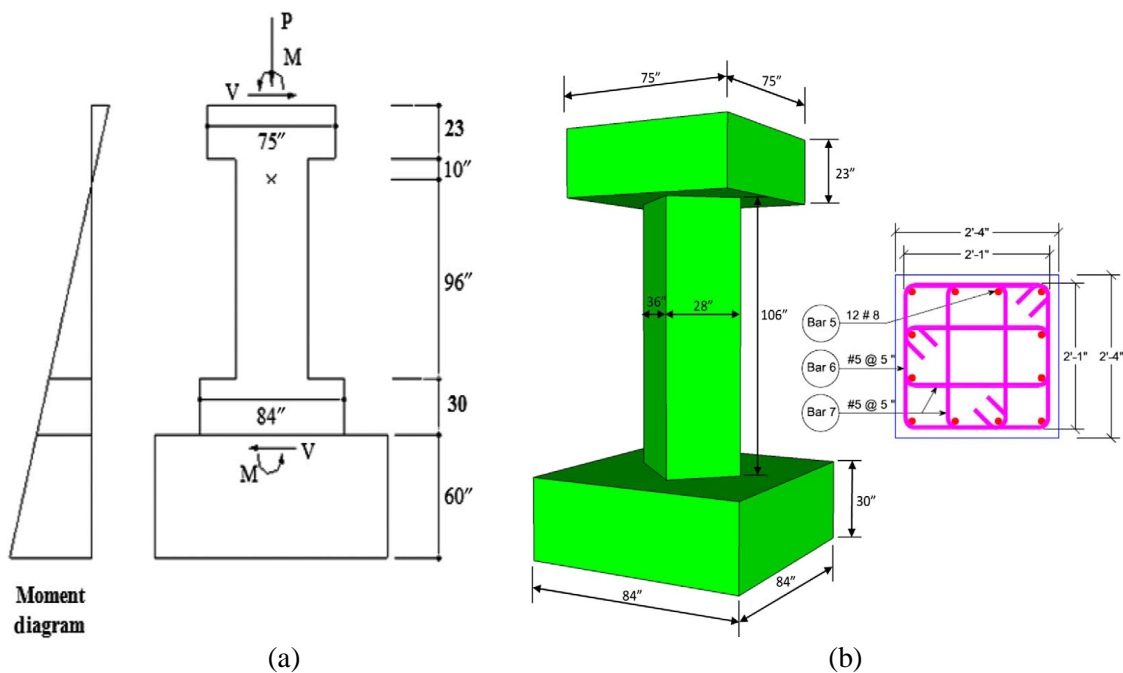 P
M
V
75″
23
10″
96″
84″
30
M
V
60″
Moment
diagram
(a)
75″
75″
23″
36″
28″
106″
30″
84″
84″
2'-4"
2'-1"
Bar 5
12 # 8
Bar 6
#5 @ 5 "
Bar 7
#5 @ 5 "
2'-1"
2'-4"
(b)